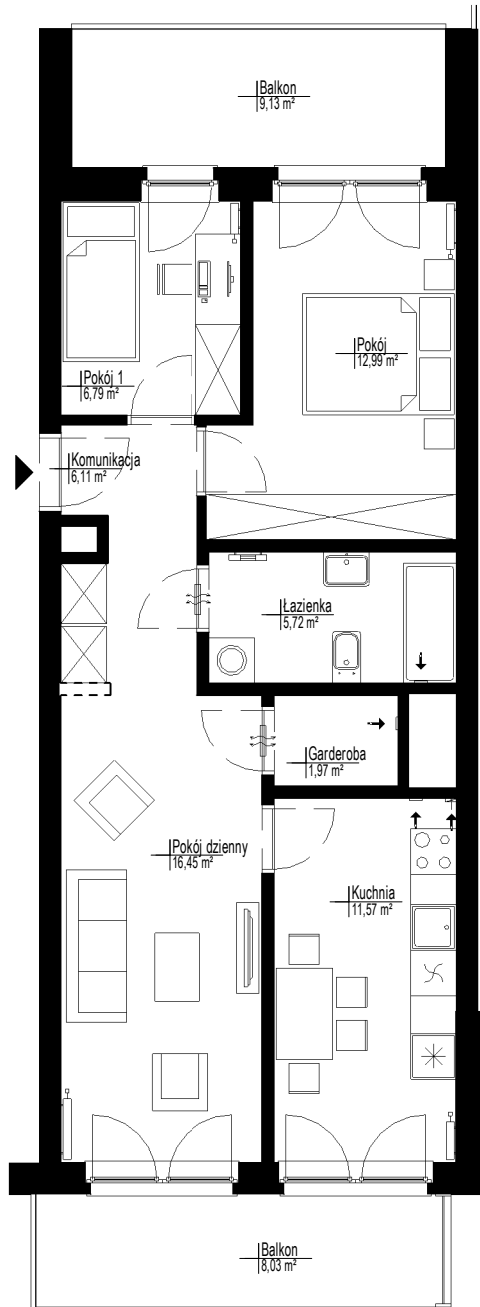 Balkon
9,13 m²
Pokój
12,99 m²
Pokój 1
6,79 m²
Komunikacja
6,11 m²
Łazienka
5,72 m²
Garderoba
1,97 m²
Pokój dzienny
16,45 m²
Kuchnia
11,57 m²
Balkon
8,03 m²